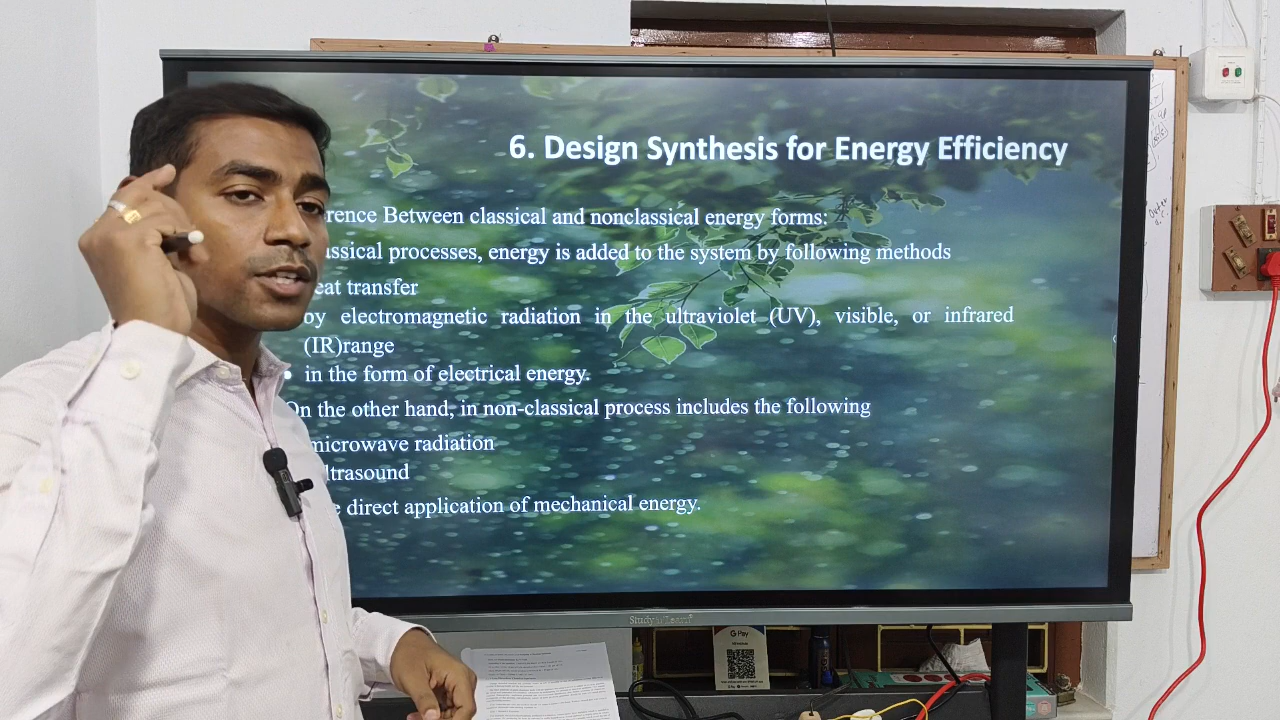 6. Design Synthesis for Energy Efficiency
rence Between classical and nonclassical energy forms:
ssical processes, energy is added to the system by following methods
eat transfer
by electromagnetic radiation in the ultraviolet (UV), visible, or infrared
(IR)range
• in the form of electrical energy.
On the other hand, in non-classical process includes the following
microwave radiation
ltrasound
e direct application of mechanical energy.
Study n Learn
G Pay